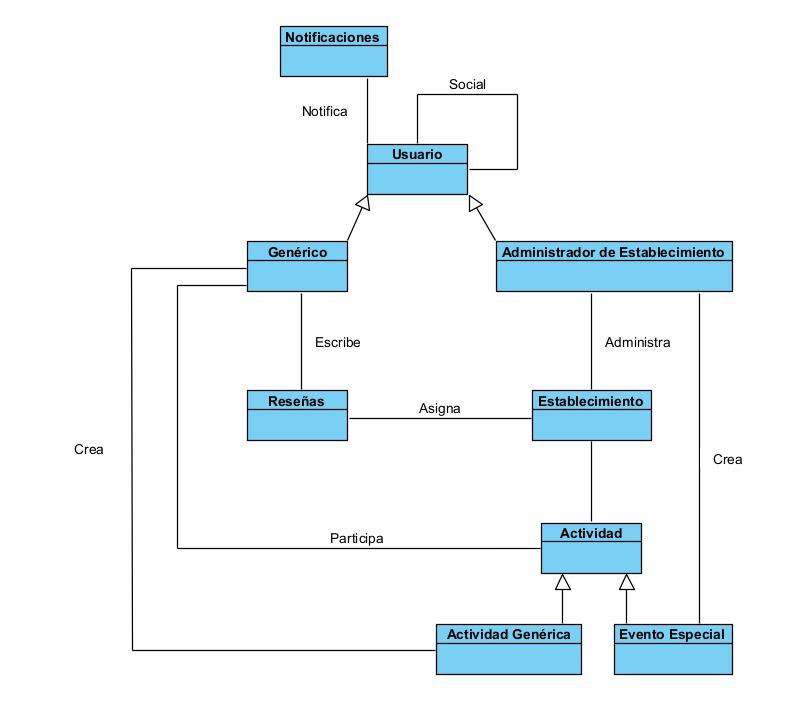 Notificaciones
Social
Notifica
Usuario
Genérico
Administrador de Establecimiento
Escribe
Administra
Reseñas
Asigna
Establecimiento
Crea
Crea
Actividad
Participa
Actividad Genérica
Evento Especial